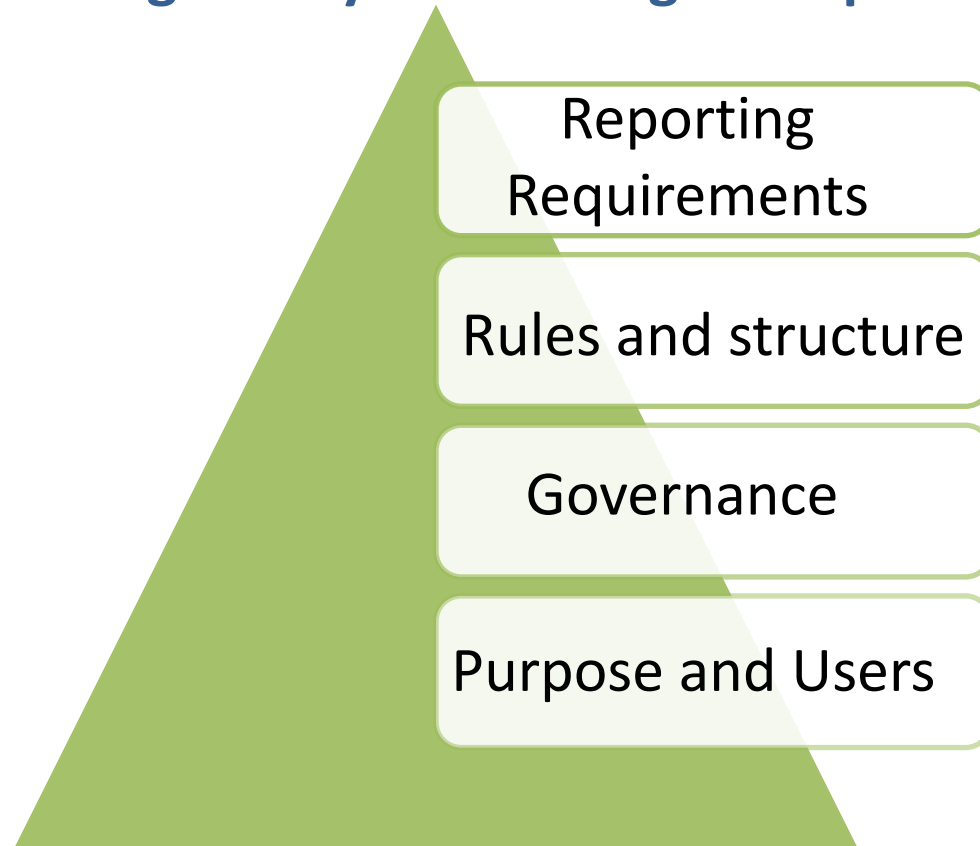 Reporting
Requirements
Rules and structure
Governance
Purpose and Users